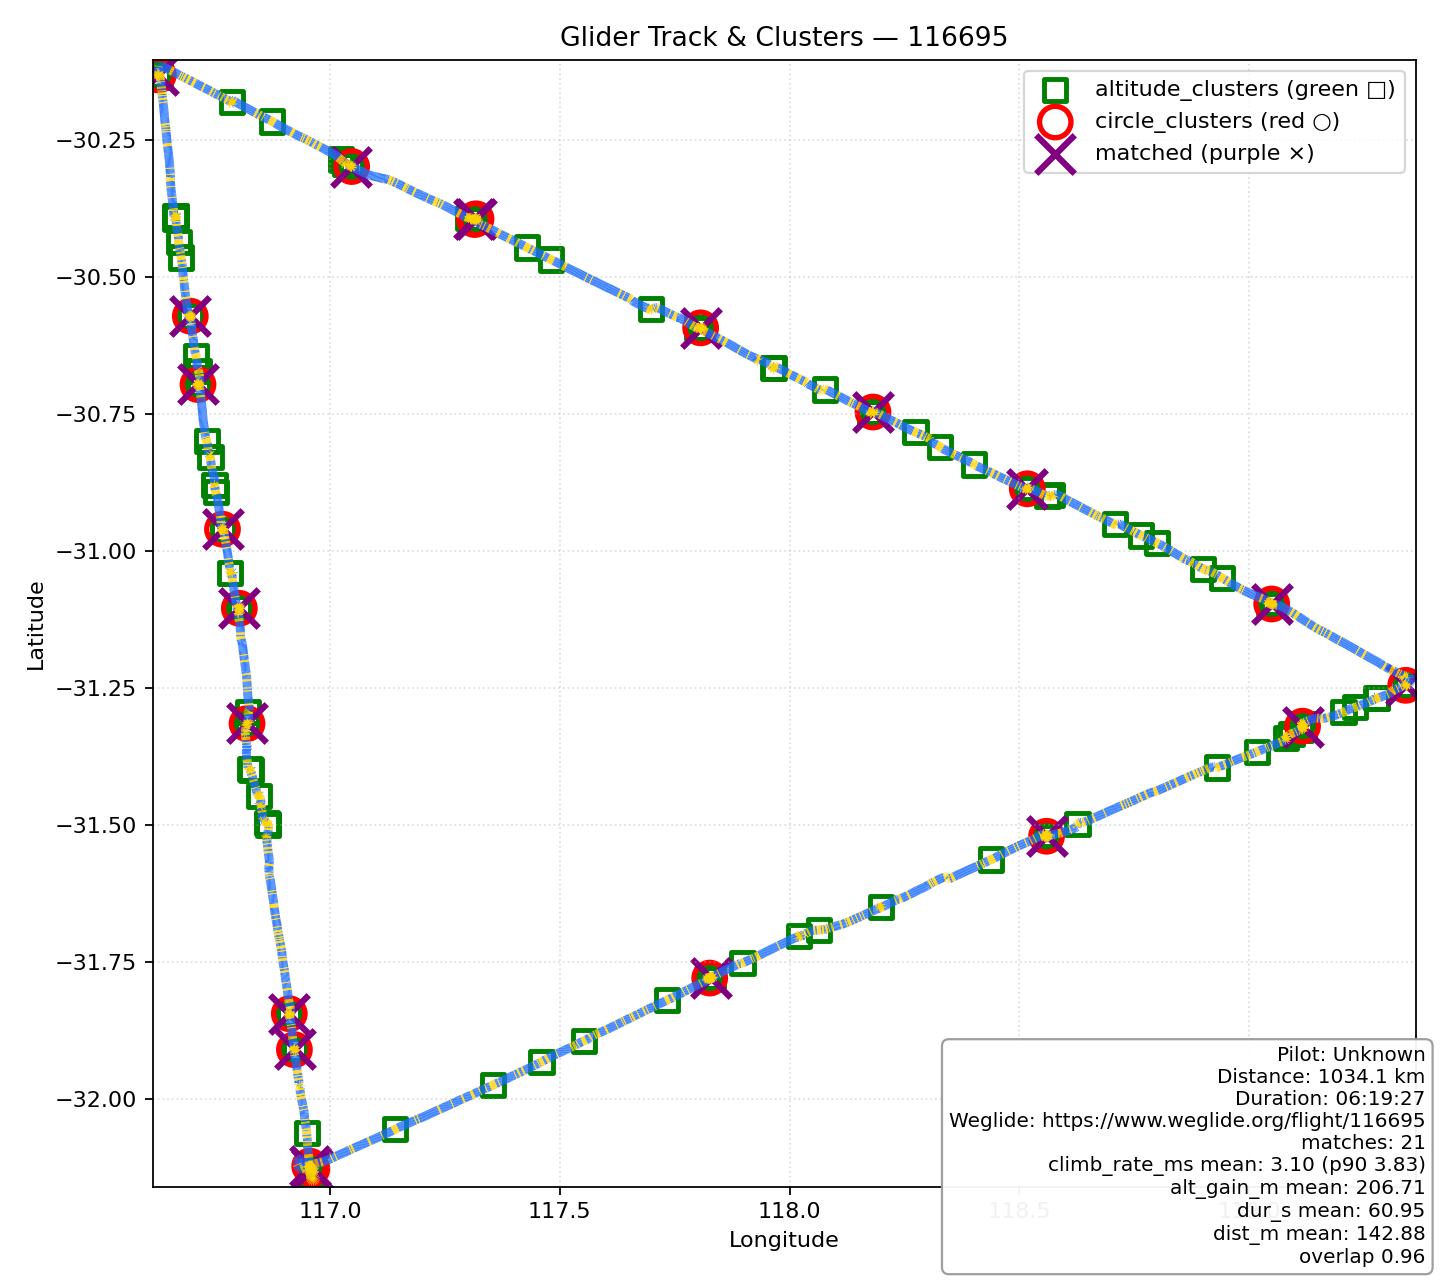 Glider Track & Clusters — 116695
altitude_clusters (green □)
circle_clusters (red ○)
matched (purple ×)
Latitude
−30.25
−30.50
−30.75
−31.00
−31.25
−31.50
−31.75
−32.00
117.0
117.5
118.0
118.5
Longitude
Pilot: Unknown
Distance: 1034.1 km
Duration: 06:19:27
Weglide: https://www.weglide.org/flight/116695
matches: 21
climb_rate_ms mean: 3.10 (p90 3.83)
alt_gain_m mean: 206.71
dur_s mean: 60.95
dist_m mean: 142.88
overlap 0.96